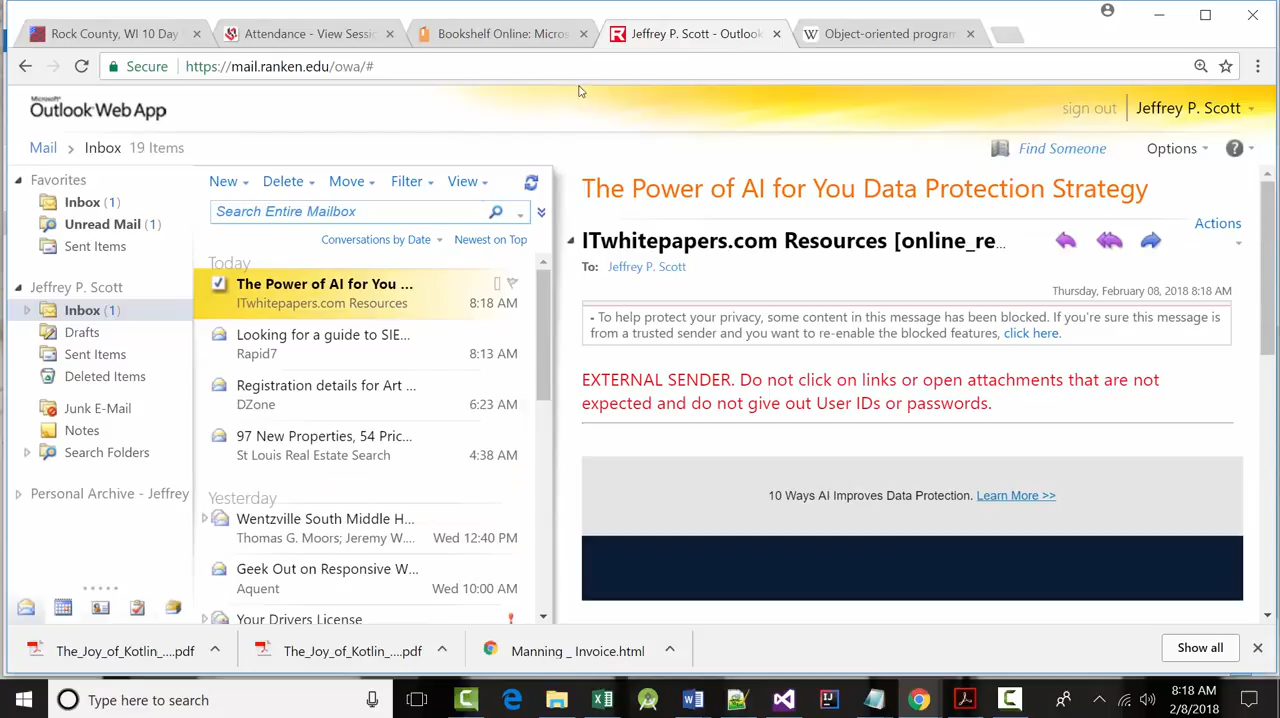 Rock County, WI 10 Day
Attendance - View Sessic
Bookshelf Online: Micros
Jeffrey P. Scott - Outlook
Object-oriented program
Secure
https://mail.ranken.edu/owa/#
Microsoft
Outlook Web App
sign out
Jeffrey P. Scott
Mail > Inbox 19 Items
Find Someone
Options
Favorites
Inbox (1)
Unread Mail (1)
Sent Items
Jeffrey P. Scott
Inbox (1)
Drafts
Sent Items
Deleted Items
Junk E-Mail
Notes
Search Folders
Personal Archive - Jeffrey
New
Delete
Move
Filter
View
Search Entire Mailbox
Conversations by Date
Newest on Top
Today
The Power of AI for You ...
ITwhitepapers.com Resources 8:18 AM
Looking for a guide to SIE...
Rapid7 8:13 AM
Registration details for Art ...
DZone 6:23 AM
97 New Properties, 54 Pric...
St Louis Real Estate Search 4:38 AM
Yesterday
Wentzville South Middle H...
Thomas G. Moors; Jeremy W.... Wed 12:40 PM
Geek Out on Responsive W...
Aquent Wed 10:00 AM
Your Drivers License
The Power of AI for You Data Protection Strategy
Actions
ITwhitepapers.com Resources [online_re...
To: Jeffrey P. Scott
Thursday, February 08, 2018 8:18 AM
- To help protect your privacy, some content in this message has been blocked. If you're sure this message is
from a trusted sender and you want to re-enable the blocked features, click here.
EXTERNAL SENDER. Do not click on links or open attachments that are not
expected and do not give out User IDs or passwords.
10 Ways AI Improves Data Protection. Learn More >>
The_Joy_of_Kotlin_....pdf
The_Joy_of_Kotlin_....pdf
Manning _ Invoice.html
Show all
Type here to search
8:18 AM
2/8/2018